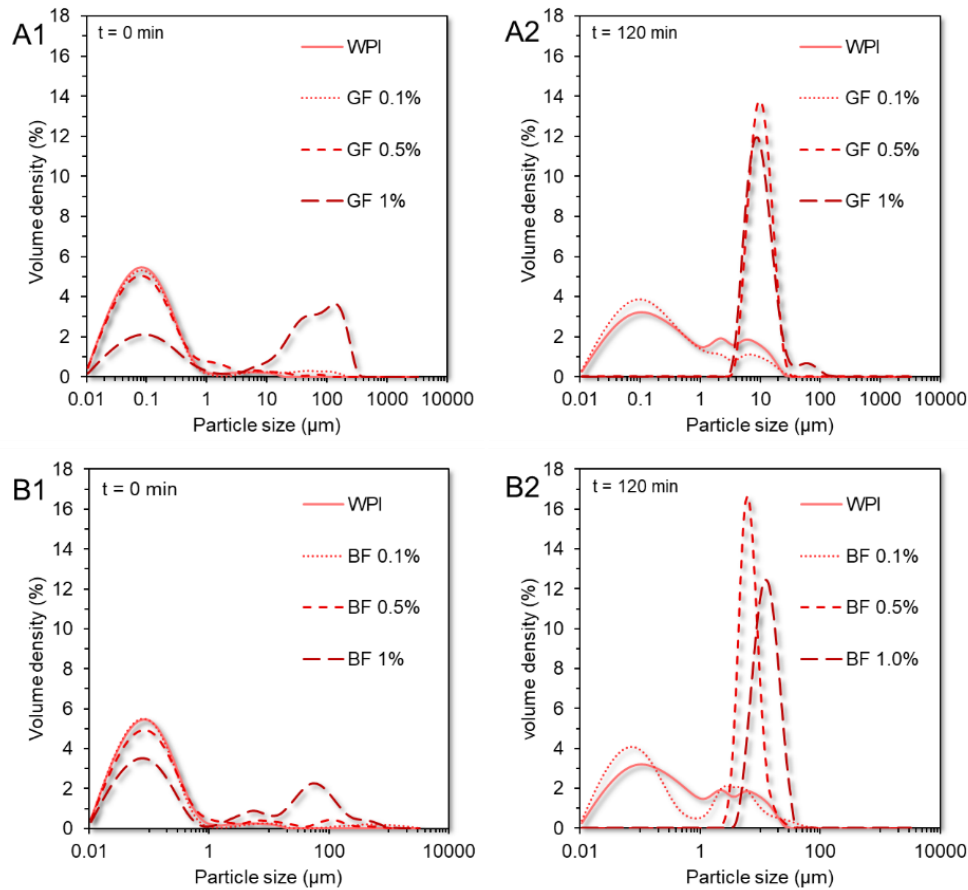 A1
t = 0 min
WPI
GF 0.1%
GF 0.5%
GF 1%
Volume density (%)
18
16
14
12
10
8
6
4
2
0
0.01 0.1 1 10 100 1000 10000
Particle size (µm)
A2
t = 120 min
WPI
GF 0.1%
GF 0.5%
GF 1%
Volume density (%)
18
16
14
12
10
8
6
4
2
0
0.01 0.1 1 10 100 1000 10000
Particle size (µm)
B1
t = 0 min
WPI
BF 0.1%
BF 0.5%
BF 1%
Volume density (%)
18
16
14
12
10
8
6
4
2
0
0.01 1 100 10000
Particle size (µm)
B2
t = 120 min
WPI
BF 0.1%
BF 0.5%
BF 1.0%
volume density (%)
18
16
14
12
10
8
6
4
2
0
0.01 1 100 10000
Particle size (µm)